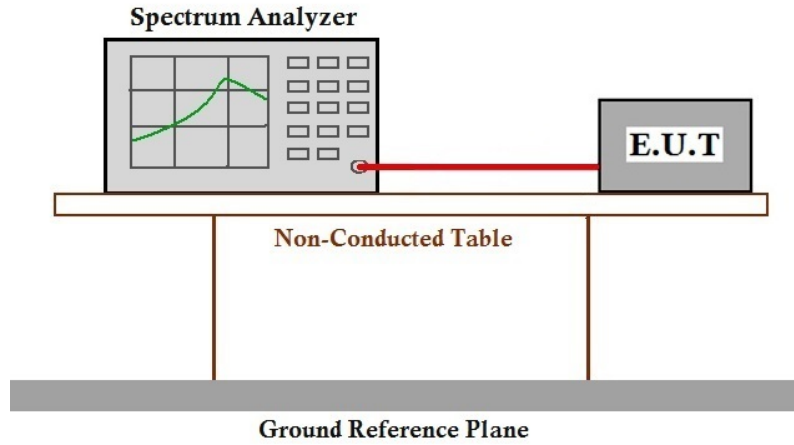 Spectrum Analyzer
E.U.T
Non-Conducted Table
Ground Reference Plane